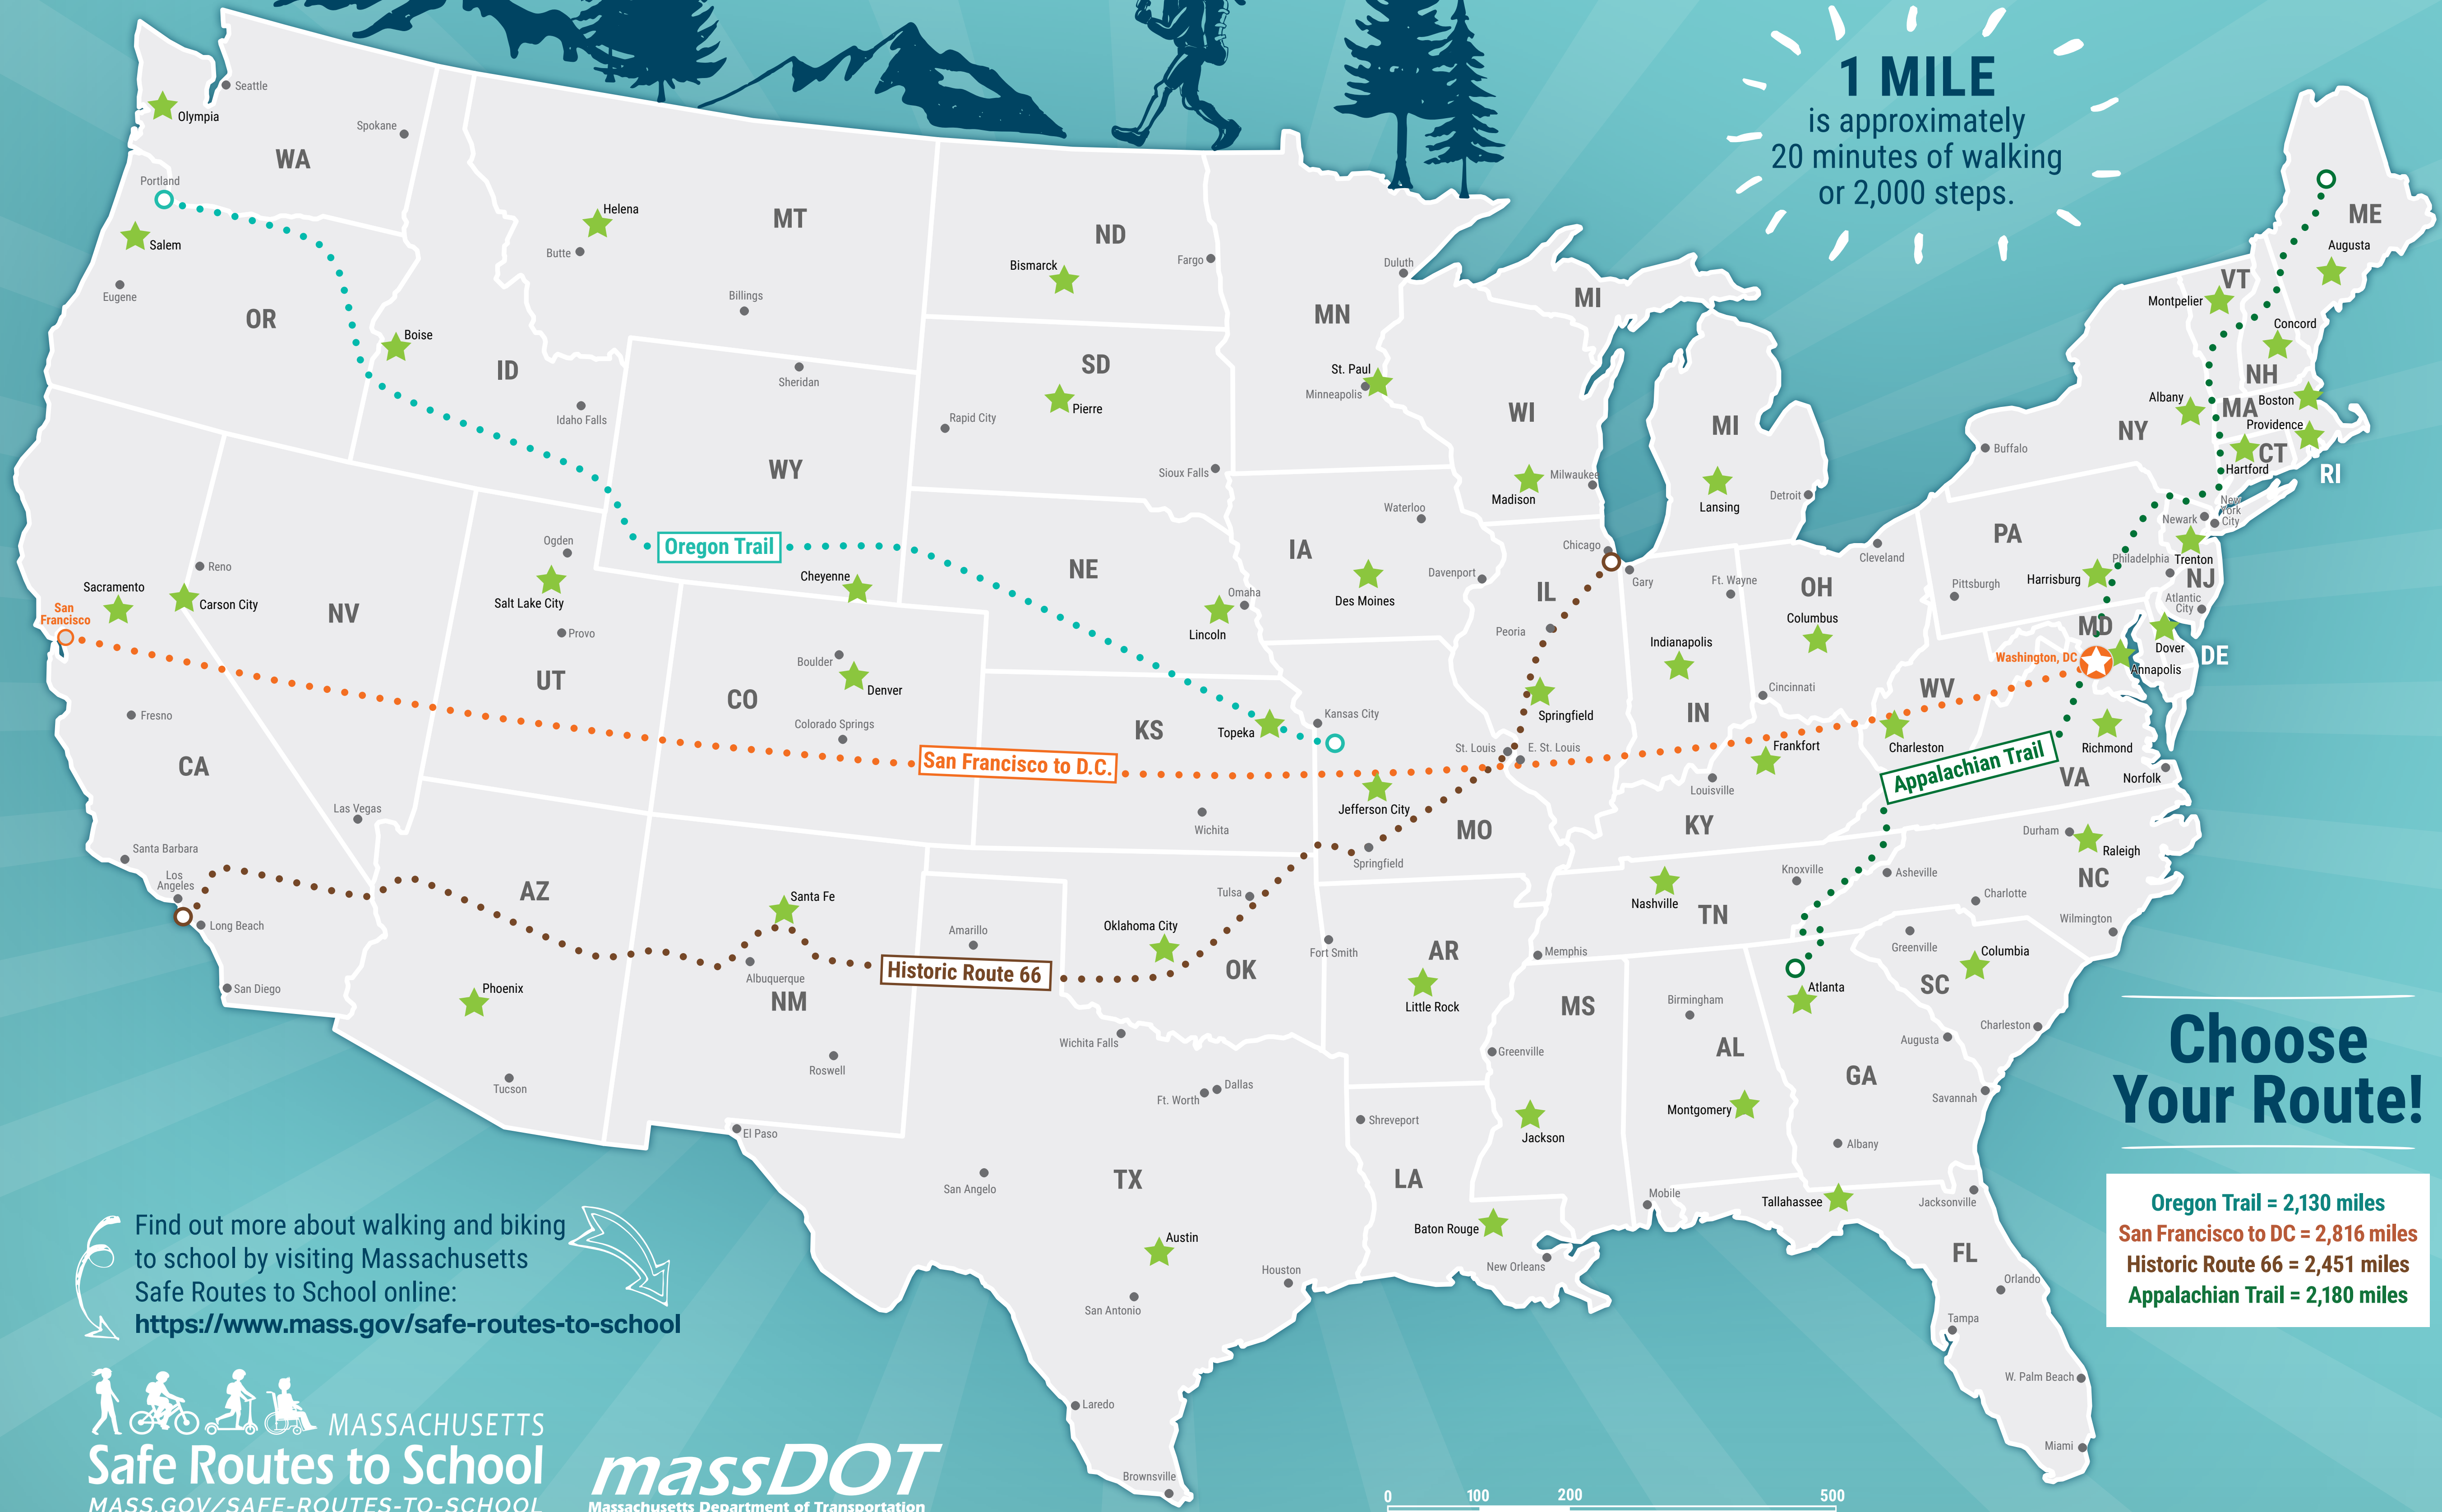 1 MILE
is approximately
20 minutes of walking
or 2,000 steps.
Seattle
Olympia
Spokane
WA
Portland
Salem
Eugene
OR
Helena
Butte
MT
Billings
Boise
ID
Idaho Falls
ND
Bismarck
Fargo
SD
Pierre
Rapid City
Sioux Falls
Sheridan
WY
Cheyenne
Duluth
MN
St. Paul
Minneapolis
MI
WI
Madison
Milwaukee
MI
Lansing
Detroit
ME
Augusta
VT
Montpelier
Concord
NH
Albany
MA
Boston
Providence
NY
CT
Hartford
RI
Buffalo
New
York
City
Newark
PA
Philadelphia
Trenton
Harrisburg
NJ
Pittsburgh
Atlantic
City
MD
Dover
DE
Washington, DC
Annapolis
Oregon Trail
Reno
Sacramento
Carson City
San
Francisco
NV
Ogden
Salt Lake City
Provo
UT
Boulder
Denver
CO
Colorado Springs
NE
Omaha
Lincoln
Waterloo
IA
Davenport
Des Moines
Chicago
Gary
IL
Peoria
Springfield
Ft. Wayne
Indianapolis
IN
Cleveland
OH
Columbus
Cincinnati
WV
Charleston
Richmond
VA
Norfolk
Appalachian Trail
San Francisco to D.C.
KS
Topeka
Kansas City
Wichita
St. Louis
E. St. Louis
Jefferson City
MO
Springfield
Frankfort
Louisville
KY
Fresno
CA
Las Vegas
Santa Barbara
Los
Angeles
Long Beach
San Diego
AZ
Phoenix
Tucson
Santa Fe
Albuquerque
NM
Roswell
Historic Route 66
Amarillo
Tulsa
Oklahoma City
OK
Fort Smith
AR
Little Rock
Nashville
Knoxville
TN
Memphis
Asheville
Durham
Raleigh
NC
Charlotte
Wilmington
Greenville
Columbia
SC
Charleston
Atlanta
Augusta
GA
Savannah
Albany
MS
Greenville
Jackson
Birmingham
AL
Montgomery
Mobile
Wichita Falls
Ft. Worth
Dallas
El Paso
San Angelo
TX
Austin
San Antonio
Houston
Laredo
Brownsville
Shreveport
LA
Baton Rouge
New Orleans
Tallahassee
Jacksonville
FL
Orlando
Tampa
W. Palm Beach
Miami
Choose
Your Route!
Oregon Trail = 2,130 miles
San Francisco to DC = 2,816 miles
Historic Route 66 = 2,451 miles
Appalachian Trail = 2,180 miles
Find out more about walking and biking
to school by visiting Massachusetts
Safe Routes to School online:
https://www.mass.gov/safe-routes-to-school
MASSACHUSETTS
Safe Routes to School
MASS.GOV/SAFE-ROUTES-TO-SCHOOL
massDOT
Massachusetts Department of Transportation
0 100 200 500